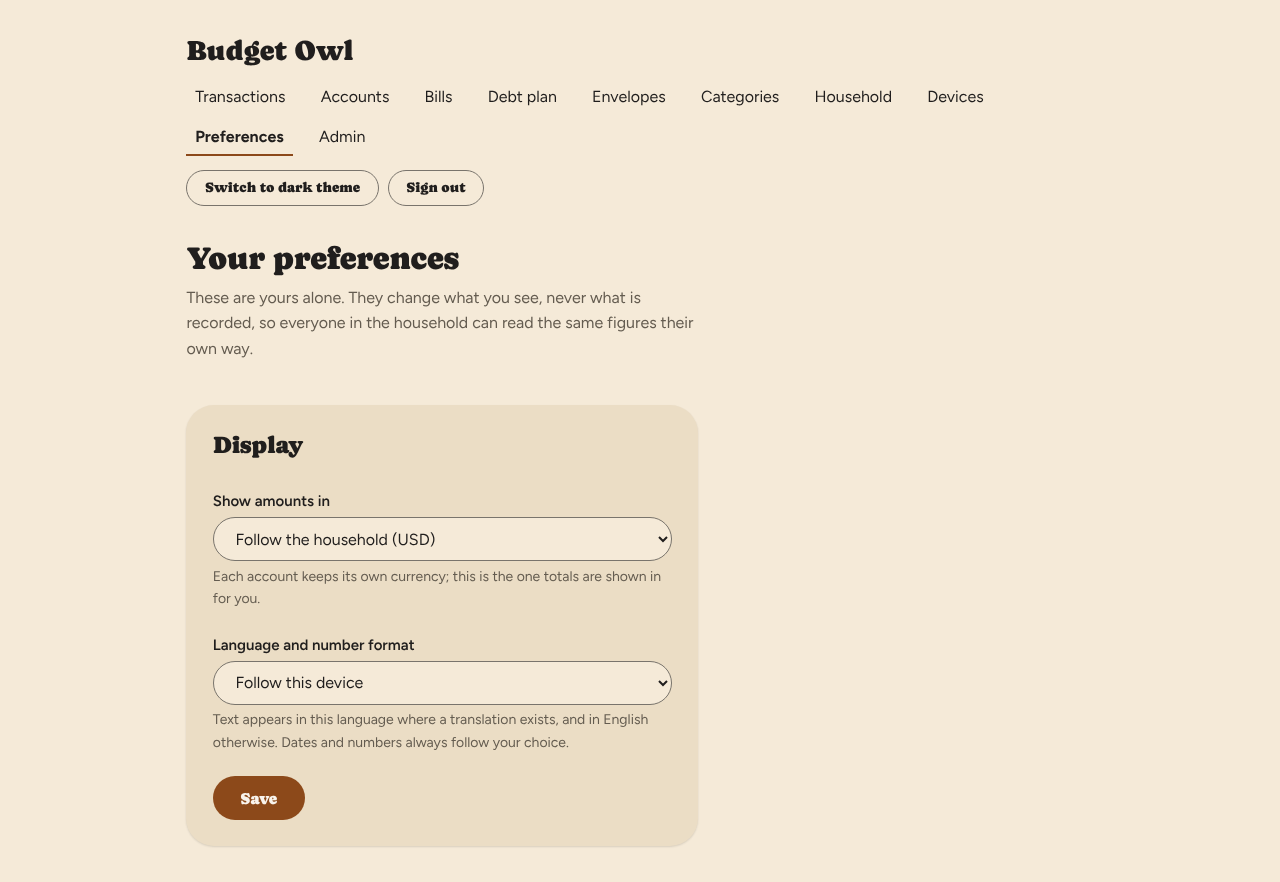 Budget Owl
Transactions Accounts Bills Debt plan Envelopes Categories Household Devices
Preferences Admin
Switch to dark theme Sign out
Your preferences
These are yours alone. They change what you see, never what is
recorded, so everyone in the household can read the same figures their
own way.
Display
Show amounts in
Follow the household (USD)
Each account keeps its own currency; this is the one totals are shown in
for you.
Language and number format
Follow this device
Text appears in this language where a translation exists, and in English
otherwise. Dates and numbers always follow your choice.
Save